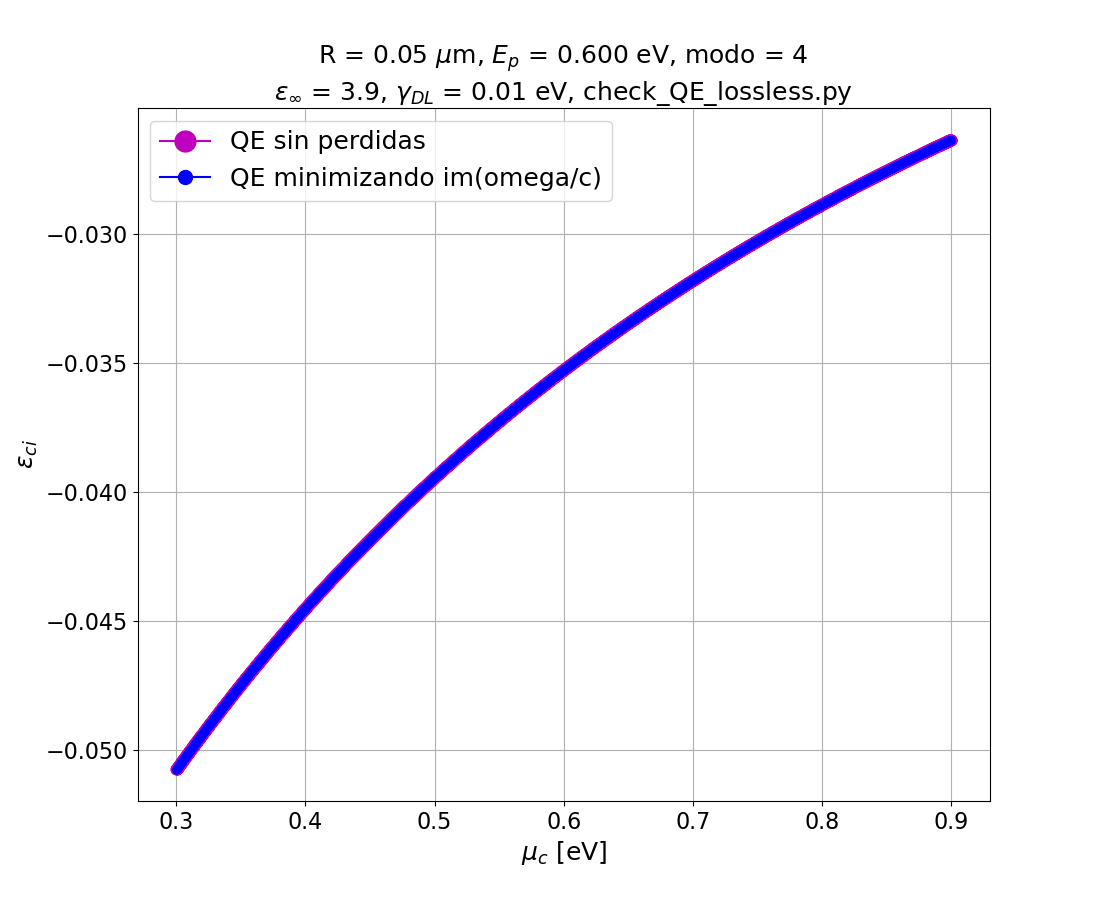 R = 0.05 μm, E_p = 0.600 eV, modo = 4
ε_∞ = 3.9, γ_DL = 0.01 eV, check_QE_lossless.py
QE sin perdidas
QE minimizando im(omega/c)
−0.030
−0.035
−0.040
−0.045
−0.050
ε_ci
0.3 0.4 0.5 0.6 0.7 0.8 0.9
μ_c [eV]